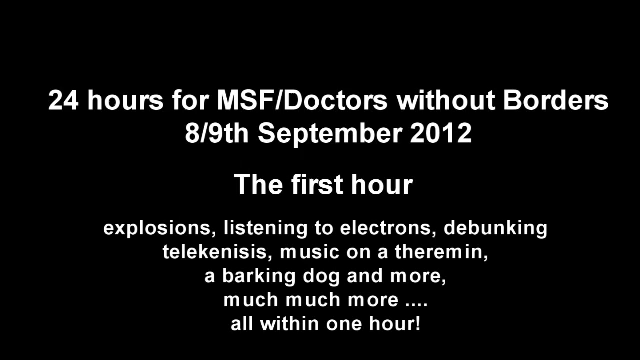 24 hours for MSF/Doctors without Borders
8/9th September 2012
The first hour
explosions, listening to electrons, debunking
telekenisis, music on a theremin,
a barking dog and more,
much much more ....
all within one hour!